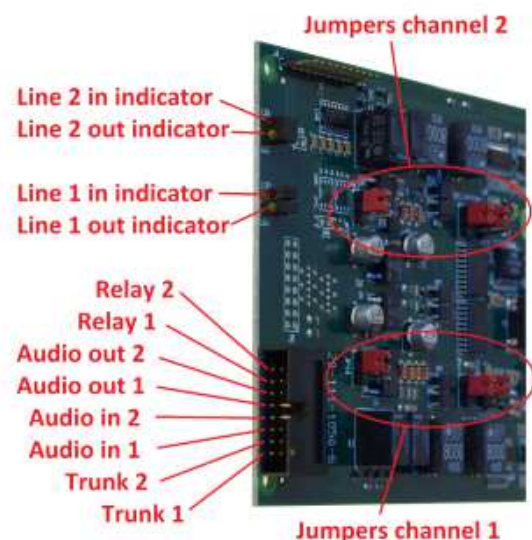 Jumpers channel 2
Line 2 in indicator
Line 2 out indicator
Line 1 in indicator
Line 1 out indicator
Relay 2
Relay 1
Audio out 2
Audio out 1
Audio in 2
Audio in 1
Trunk 2
Trunk 1
Jumpers channel 1